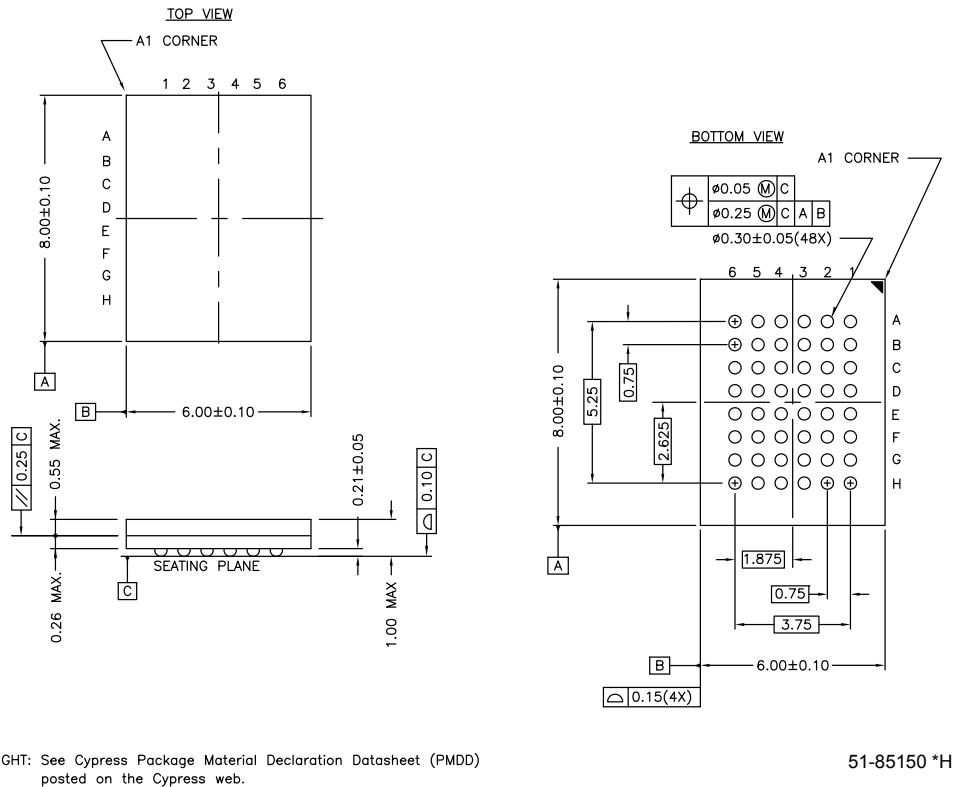 TOP VIEW
A1 CORNER
1 2 3 4 5 6
A
B
C
D
E
F
G
H
8.00±0.10
A
B
6.00±0.10
// 0.25 C
0.55 MAX.
0.21±0.05
0.10 C
SEATING PLANE
C
0.26 MAX.
1.00 MAX
BOTTOM VIEW
A1 CORNER
ø0.05 Ⓜ C
ø0.25 Ⓜ C A B
ø0.30±0.05(48X)
6 5 4 3 2 1
A
B
C
D
E
F
G
H
8.00±0.10
5.25
0.75
2.625
A
1.875
0.75
3.75
B
6.00±0.10
0.15(4X)
GHT: See Cypress Package Material Declaration Datasheet (PMDD)
posted on the Cypress web.
51-85150 *H